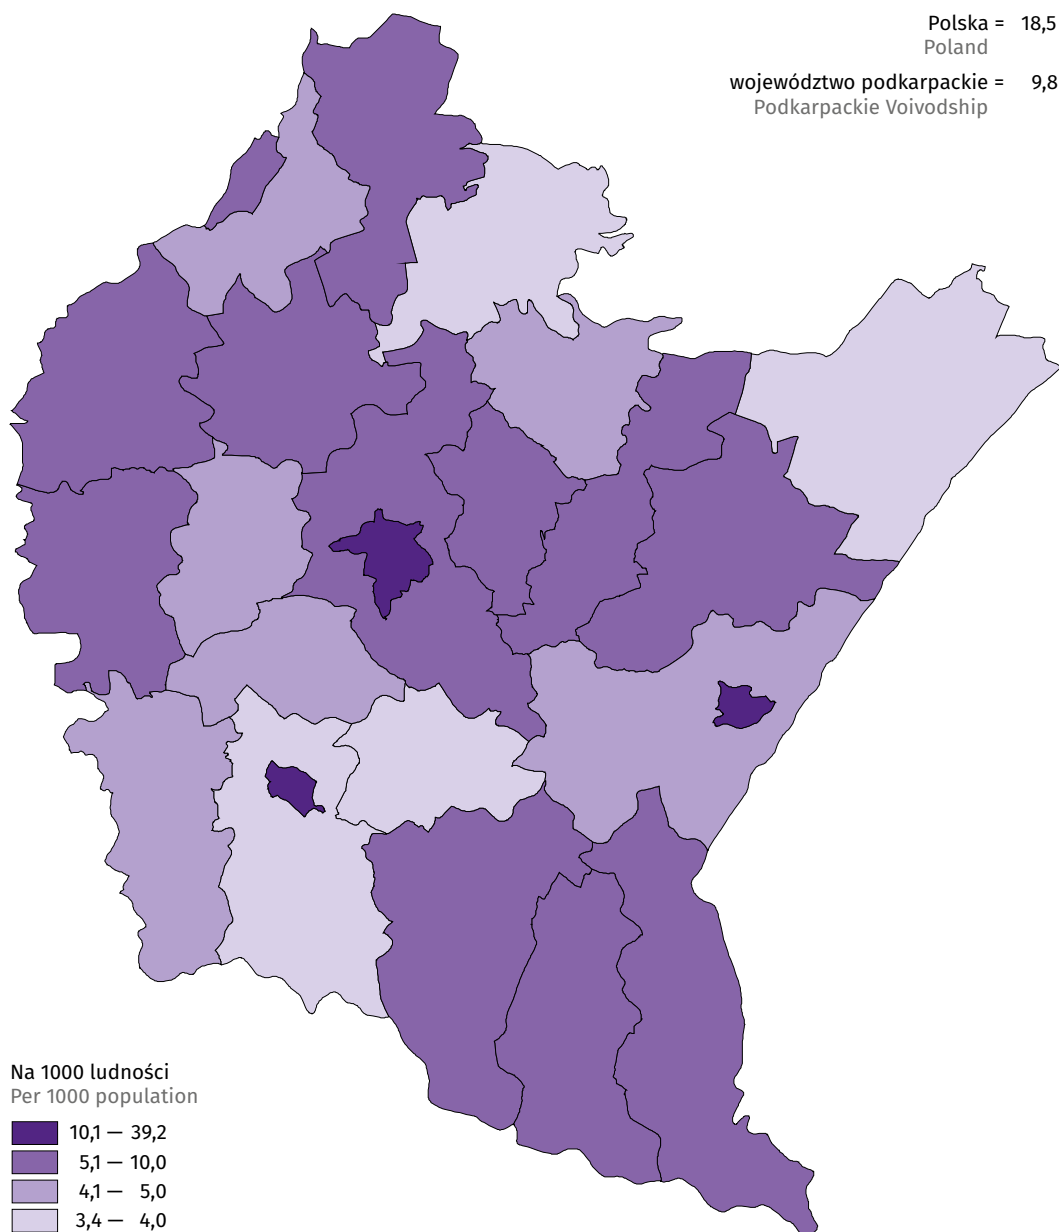 Polska = 18,5
Poland
województwo podkarpackie = 9,8
Podkarpackie Voivodship
Na 1000 ludności
Per 1000 population
10,1 — 39,2
5,1 — 10,0
4,1 — 5,0
3,4 — 4,0